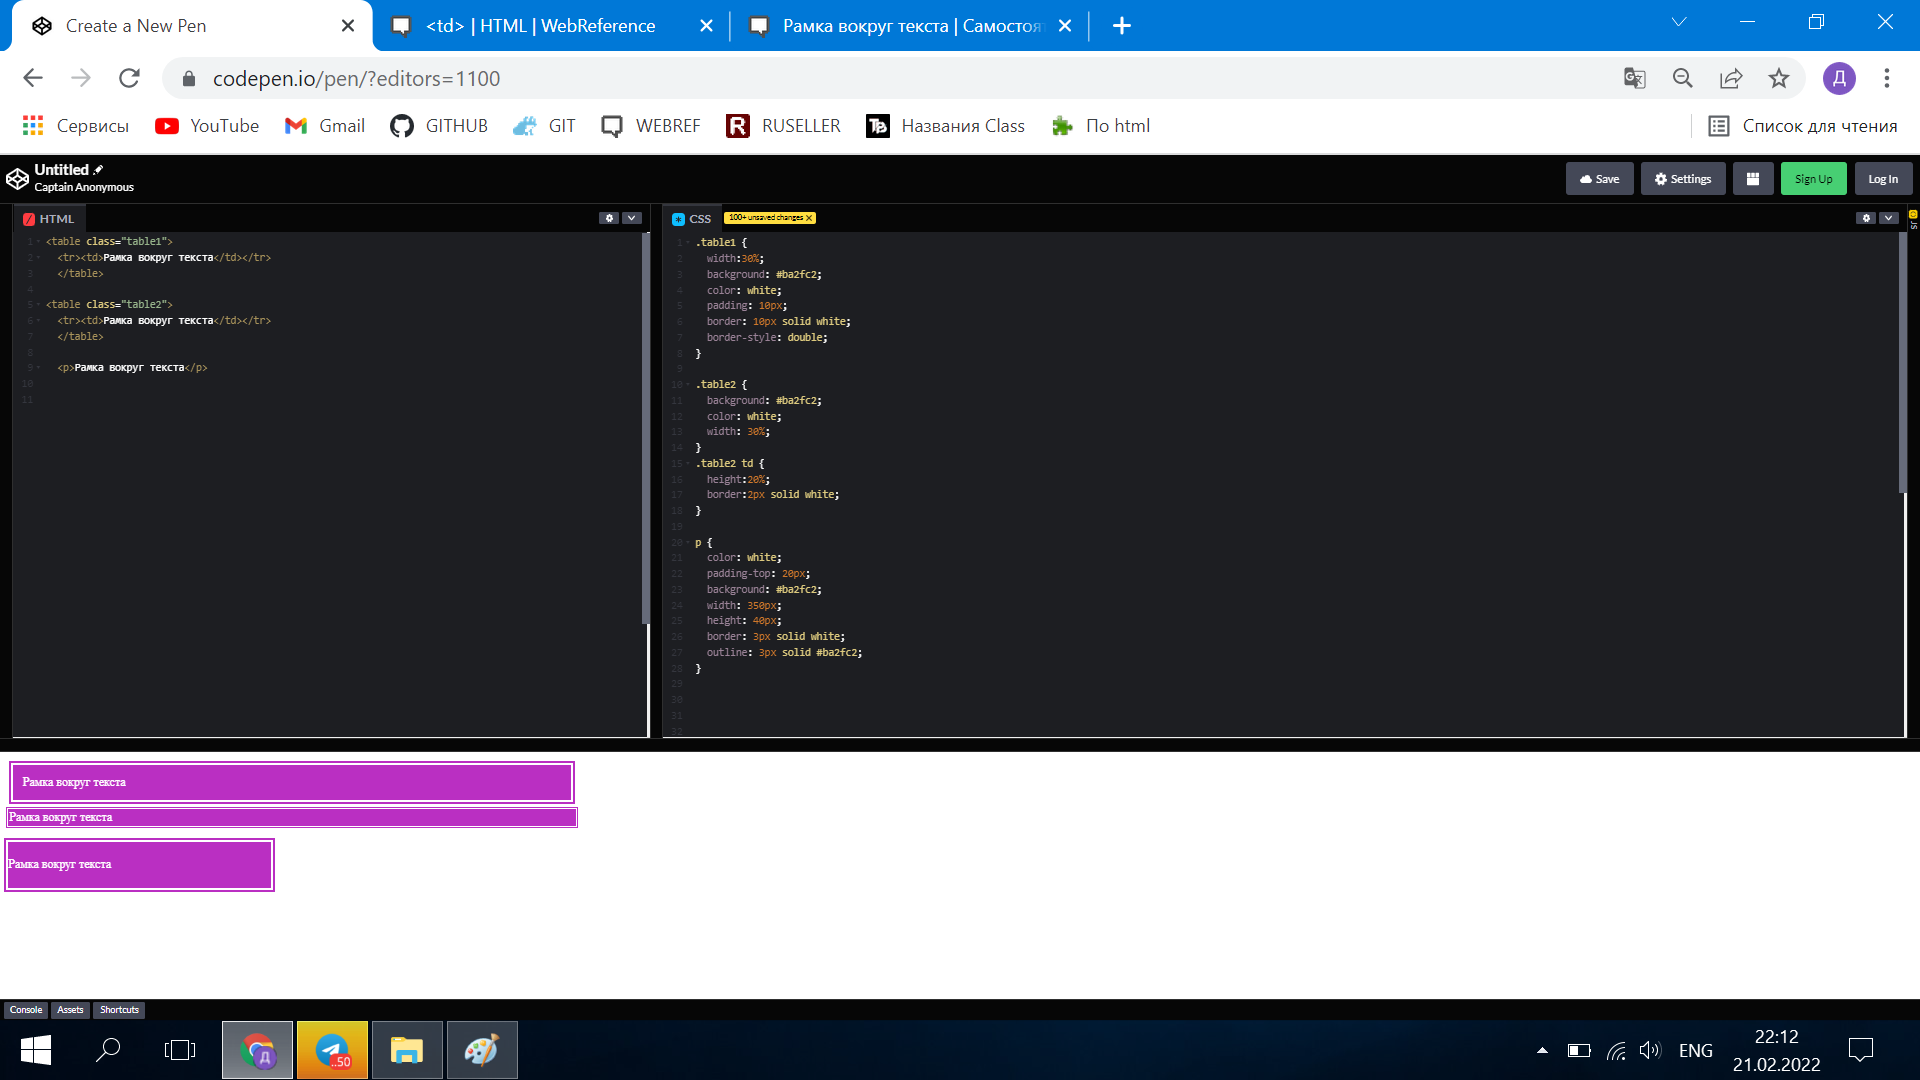 Create a New Pen
<td> | HTML | WebReference
Рамка вокруг текста | Самостоят
codepen.io/pen/?editors=1100
Д
Сервисы
YouTube
Gmail
GITHUB
GIT
WEBREF
RUSELLER
Названия Class
По html
Список для чтения
Untitled
Captain Anonymous
Save
Settings
Sign Up
Log In
HTML
1 <table class="table1">
2 <tr><td>Рамка вокруг текста</td></tr>
3 </table>
4
5 <table class="table2">
6 <tr><td>Рамка вокруг текста</td></tr>
7 </table>
8
9 <p>Рамка вокруг текста</p>
10
11
CSS
100+ unsaved changes X
JS
1 .table1 {
2 width:30%;
3 background: #ba2fc2;
4 color: white;
5 padding: 10px;
6 border: 10px solid white;
7 border-style: double;
8 }
9
10 .table2 {
11 background: #ba2fc2;
12 color: white;
13 width: 30%;
14 }
15 .table2 td {
16 height:20%;
17 border:2px solid white;
18 }
19
20 p {
21 color: white;
22 padding-top: 20px;
23 background: #ba2fc2;
24 width: 350px;
25 height: 40px;
26 border: 3px solid white;
27 outline: 3px solid #ba2fc2;
28 }
29
30
31
32
Рамка вокруг текста
Рамка вокруг текста
Рамка вокруг текста
Console
Assets
Shortcuts
Д
..50
ENG
22:12
21.02.2022